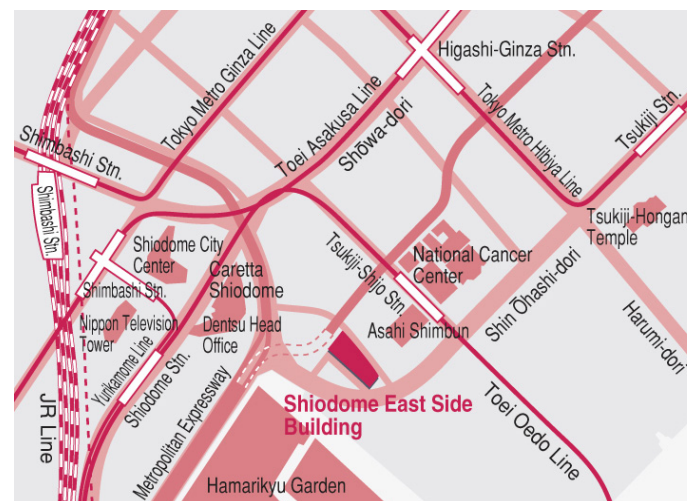 Higashi-Ginza Stn.
Tokyo Metro Ginza Line
Toei Asakusa Line
Shōwa-dori
Tokyo Metro Hibiya Line
Tsukiji Stn.
Shimbashi Stn.
Shimbashi Stn.
Tsukiji-Hongan
Temple
Shiodome City
Center
Caretta
Shiodome
Tsukiji-Shijo Stn.
National Cancer
Center
Shimbashi Stn.
Nippon Television
Tower
Dentsu Head
Office
Asahi Shimbun
Shin Ōhashi-dori
Harumi-dori
Yurikamome Line
Shiodome Stn.
JR Line
Metropolitan Expressway
Shiodome East Side
Building
Toei Oedo Line
Hamarikyu Garden